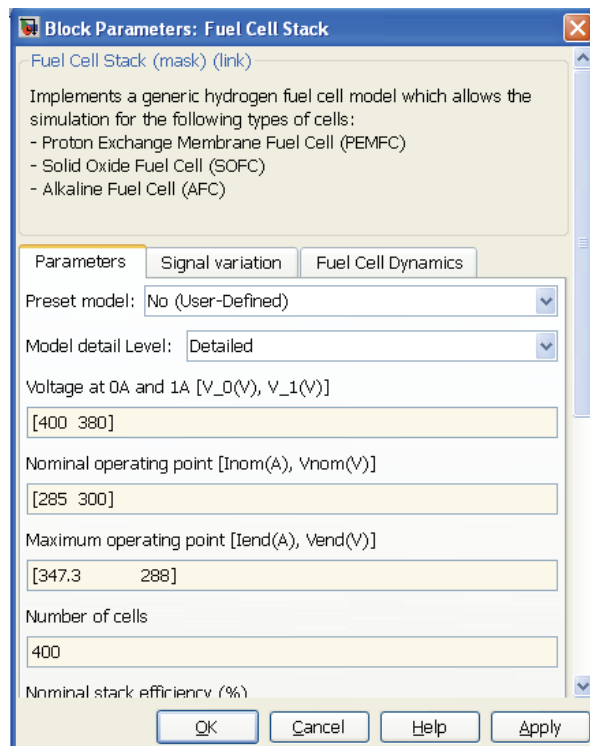 Block Parameters: Fuel Cell Stack
Fuel Cell Stack (mask) (link)
Implements a generic hydrogen fuel cell model which allows the
simulation for the following types of cells:
- Proton Exchange Membrane Fuel Cell (PEMFC)
- Solid Oxide Fuel Cell (SOFC)
- Alkaline Fuel Cell (AFC)
Parameters Signal variation Fuel Cell Dynamics
Preset model: No (User-Defined)
Model detail Level: Detailed
Voltage at 0A and 1A [V_0(V), V_1(V)]
[400 380]
Nominal operating point [Inom(A), Vnom(V)]
[285 300]
Maximum operating point [Iend(A), Vend(V)]
[347.3 288]
Number of cells
400
Nominal stack efficiency (%)
OK Cancel Help Apply